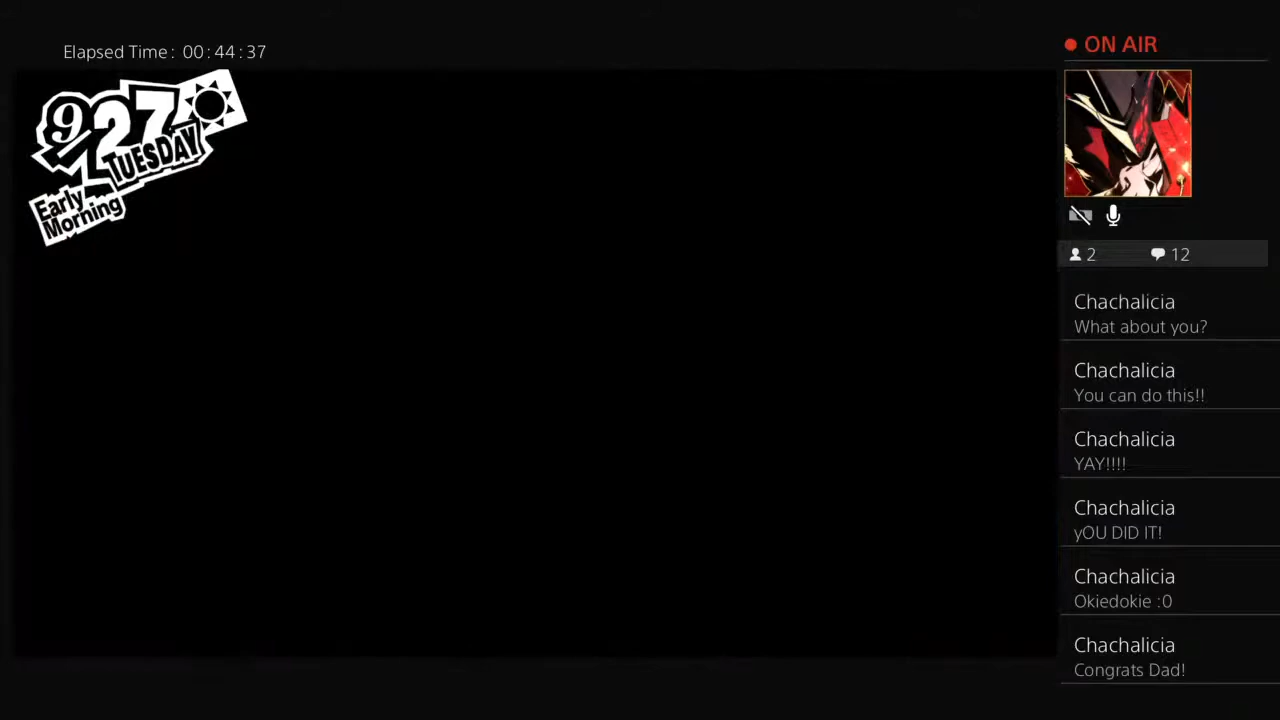 Elapsed Time: 00:44:37
ON AIR
9/27
TUESDAY
Early
Morning
2 12
Chachalicia
What about you?
Chachalicia
You can do this!!
Chachalicia
YAY!!!!
Chachalicia
yOU DID IT!
Chachalicia
Okiedokie :0
Chachalicia
Congrats Dad!